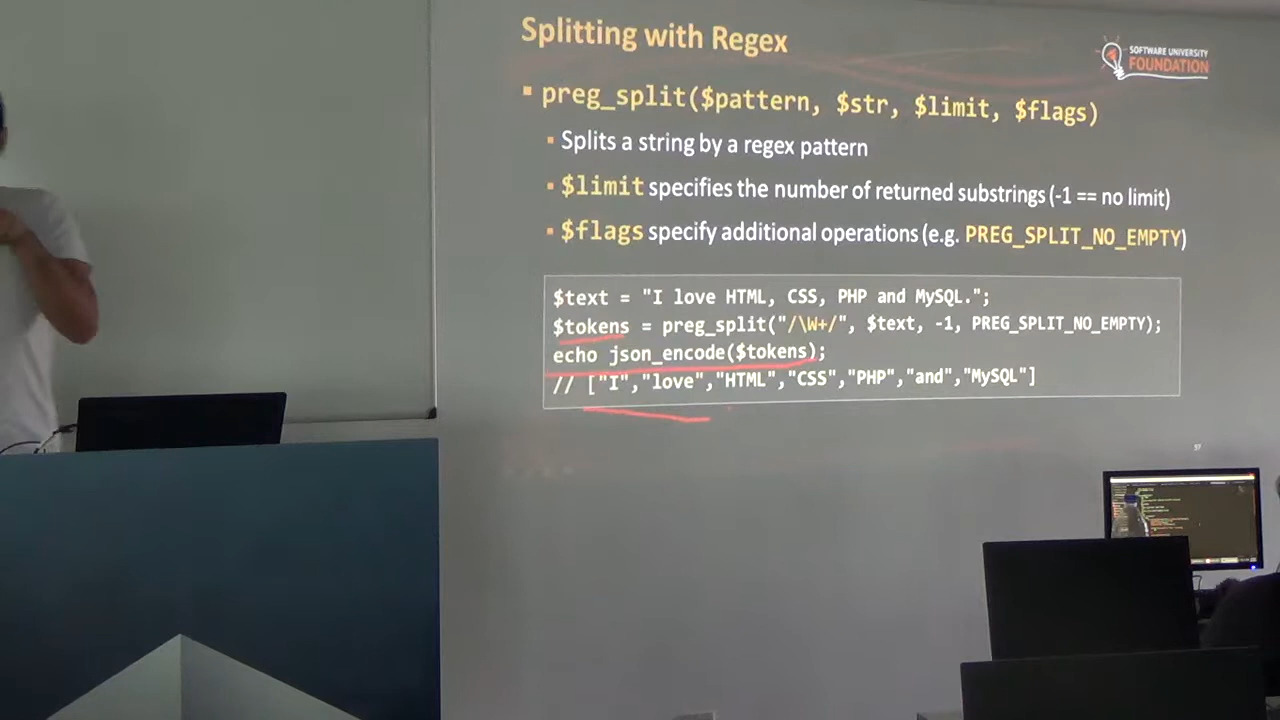 Splitting with Regex
SOFTWARE UNIVERSITY
FOUNDATION
preg_split($pattern, $str, $limit, $flags)
Splits a string by a regex pattern
$limit specifies the number of returned substrings (-1 == no limit)
$flags specify additional operations (e.g. PREG_SPLIT_NO_EMPTY)
$text = "I love HTML, CSS, PHP and MySQL.";
$tokens = preg_split("/\W+/", $text, -1, PREG_SPLIT_NO_EMPTY);
echo json_encode($tokens);
// ["I","love","HTML","CSS","PHP","and","MySQL"]